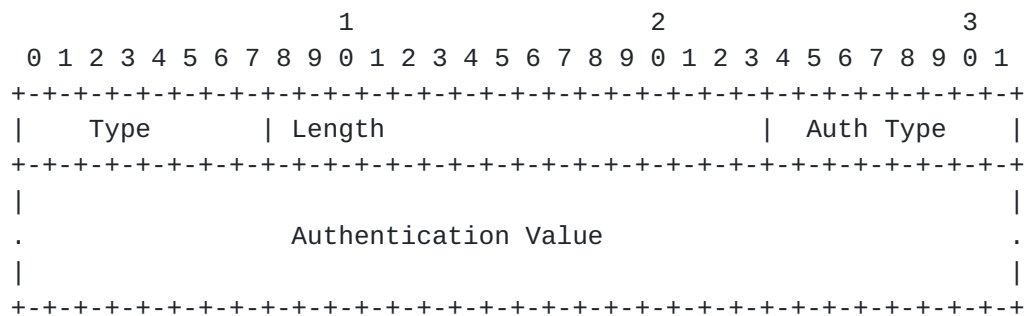 1                   2                   3
 0 1 2 3 4 5 6 7 8 9 0 1 2 3 4 5 6 7 8 9 0 1 2 3 4 5 6 7 8 9 0 1
+-+-+-+-+-+-+-+-+-+-+-+-+-+-+-+-+-+-+-+-+-+-+-+-+-+-+-+-+-+-+-+-+
|    Type       | Length                        |  Auth Type    |
+-+-+-+-+-+-+-+-+-+-+-+-+-+-+-+-+-+-+-+-+-+-+-+-+-+-+-+-+-+-+-+-+
|                                                               |
.                 Authentication Value                          .
|                                                               |
+-+-+-+-+-+-+-+-+-+-+-+-+-+-+-+-+-+-+-+-+-+-+-+-+-+-+-+-+-+-+-+-+